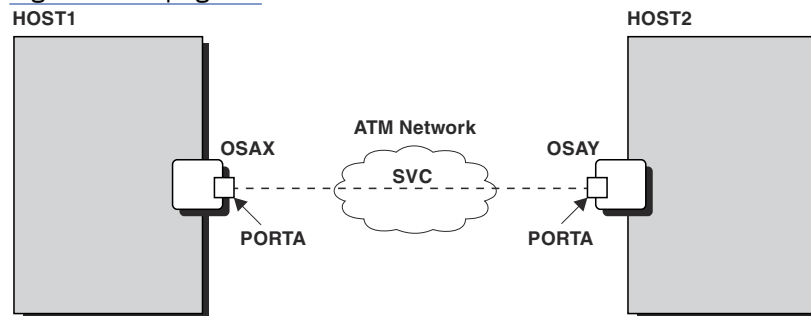 HOST1
HOST2
ATM Network
OSAX
OSAY
SVC
PORTA
PORTA